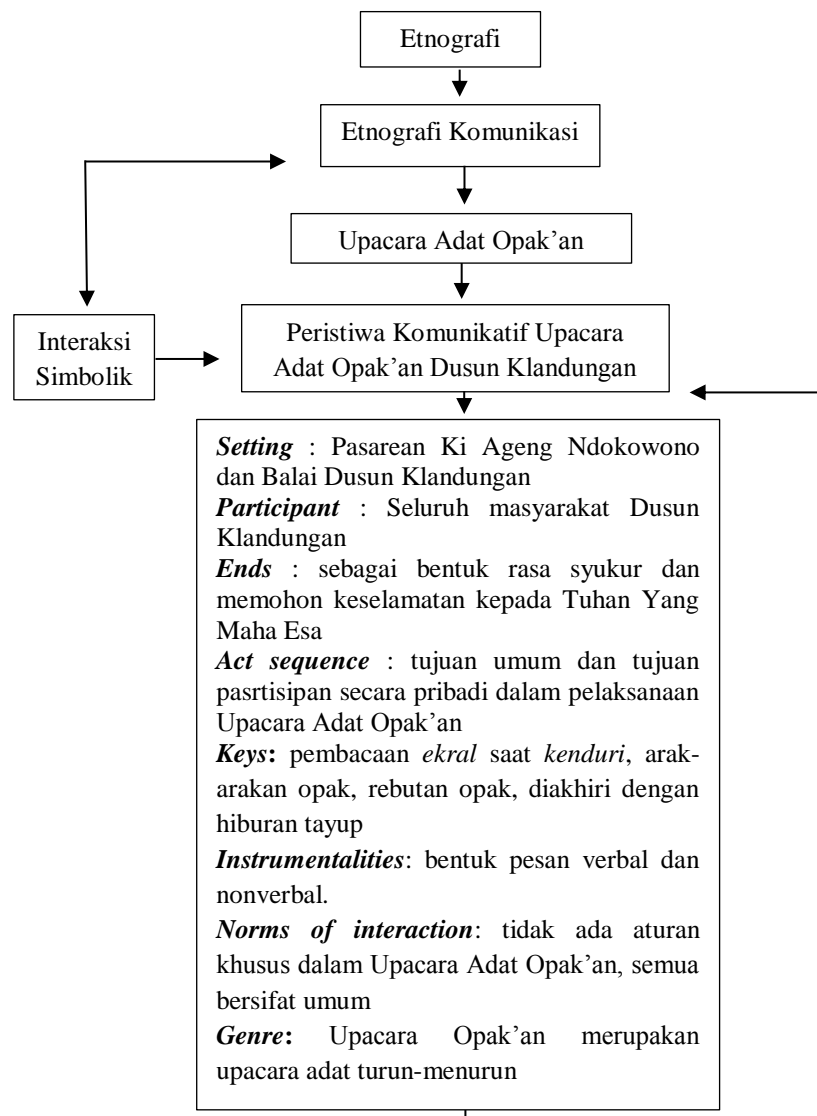 Etnografi
Etnografi Komunikasi
Upacara Adat Opak’an
Interaksi
Simbolik
Peristiwa Komunikatif Upacara
Adat Opak’an Dusun Klandungan
Setting : Pasarean Ki Ageng Ndokowono
dan Balai Dusun Klandungan
Participant : Seluruh masyarakat Dusun
Klandungan
Ends : sebagai bentuk rasa syukur dan
memohon keselamatan kepada Tuhan Yang
Maha Esa
Act sequence : tujuan umum dan tujuan
pasrtisipan secara pribadi dalam pelaksanaan
Upacara Adat Opak’an
Keys: pembacaan ekral saat kenduri, arak-
arakan opak, rebutan opak, diakhiri dengan
hiburan tayup
Instrumentalities: bentuk pesan verbal dan
nonverbal.
Norms of interaction: tidak ada aturan
khusus dalam Upacara Adat Opak’an, semua
bersifat umum
Genre: Upacara Opak’an merupakan
upacara adat turun-menurun